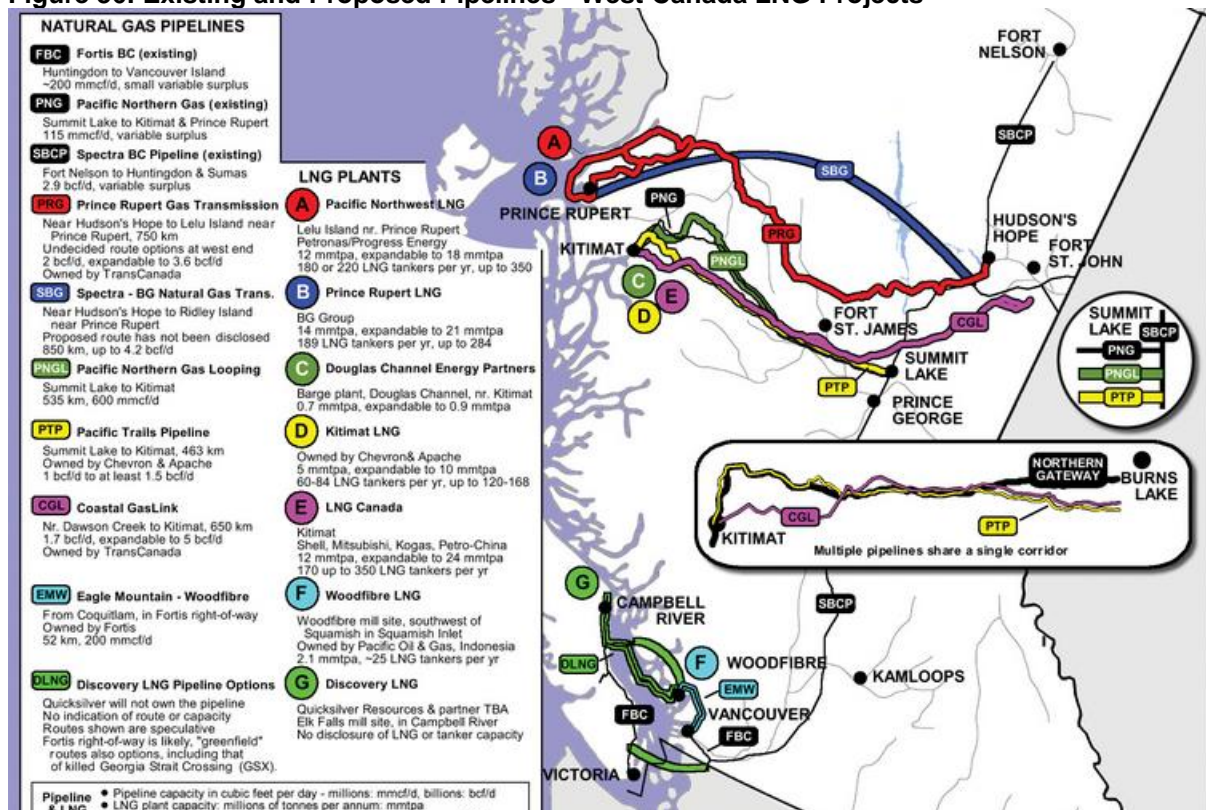 Figure 30: Existing and Proposed Pipelines - West Canada LNG Projects
NATURAL GAS PIPELINES
FBC Fortis BC (existing)
Huntingdon to Vancouver Island
~200 mmcf/d, small variable surplus
PNG Pacific Northern Gas (existing)
Summit Lake to Kitimat & Prince Rupert
115 mmcf/d, variable surplus
SBCP Spectra BC Pipeline (existing)
Fort Nelson to Huntingdon & Sumas
2.9 bcf/d, variable surplus
PRG Prince Rupert Gas Transmission
Near Hudson's Hope to Lelu Island near
Prince Rupert, 750 km
Undecided route options at west end
2 bcf/d, expandable to 3.6 bcf/d
Owned by TransCanada
SBG Spectra - BG Natural Gas Trans.
Near Hudson's Hope to Ridley Island
near Prince Rupert
Proposed route has not been disclosed
850 km, up to 4.2 bcf/d
PNGL Pacific Northern Gas Looping
Summit Lake to Kitimat
535 km, 600 mmcf/d
PTP Pacific Trails Pipeline
Summit Lake to Kitimat, 463 km
Owned by Chevron & Apache
1 bcf/d to at least 1.5 bcf/d
CGL Coastal GasLink
Nr. Dawson Creek to Kitimat, 650 km
1.7 bcf/d, expandable to 5 bcf/d
Owned by TransCanada
EMW Eagle Mountain - Woodfibre
From Coquitlam, in Fortis right-of-way
Owned by Fortis
52 km, 200 mmcf/d
DLNG Discovery LNG Pipeline Options
Quicksilver will not own the pipeline
No indication of route or capacity
Routes shown are speculative
Fortis right-of-way is likely, "greenfield"
routes also options, including that
of killed Georgia Strait Crossing (GSX).
LNG PLANTS
A Pacific Northwest LNG
Lelu Island nr. Prince Rupert
Petronas/Progress Energy
12 mmtpa, expandable to 18 mmtpa
180 or 220 LNG tankers per yr, up to 350
B Prince Rupert LNG
BG Group
14 mmtpa, expandable to 21 mmtpa
189 LNG tankers per yr, up to 284
C Douglas Channel Energy Partners
Barge plant, Douglas Channel, nr. Kitimat
0.7 mmtpa, expandable to 0.9 mmtpa
D Kitimat LNG
Owned by Chevron& Apache
5 mmtpa, expandable to 10 mmtpa
60-84 LNG tankers per yr, up to 120-168
E LNG Canada
Kitimat
Shell, Mitsubishi, Kogas, Petro-China
12 mmtpa, expandable to 24 mmtpa
170 up to 350 LNG tankers per yr
F Woodfibre LNG
Woodfibre mill site, southwest of
Squamish in Squamish Inlet
Owned by Pacific Oil & Gas, Indonesia
2.1 mmtpa, ~25 LNG tankers per yr
G Discovery LNG
Quicksilver Resources & partner TBA
Elk Falls mill site, in Campbell River
No disclosure of LNG or tanker capacity
Pipeline & LNG
• Pipeline capacity in cubic feet per day - millions: mmcf/d, billions: bcf/d
• LNG plant capacity: millions of tonnes per annum: mmtpa
FORT
NELSON
SBCP
A
B
SBG
PRINCE RUPERT
PNG
HUDSON'S
HOPE
KITIMAT
PRG
FORT
ST. JOHN
PNGL
C
E
D
CGL
FORT
ST. JAMES
SUMMIT
LAKE
PTP
PRINCE
GEORGE
SUMMIT
LAKE
SBCP
PNG
PNGL
PTP
NORTHERN
GATEWAY
BURNS
LAKE
CGL
PTP
KITIMAT
Multiple pipelines share a single corridor
G
CAMPBELL
RIVER
SBCP
DLNG
F
WOODFIBRE
EMW
KAMLOOPS
FBC
VANCOUVER
FBC
VICTORIA